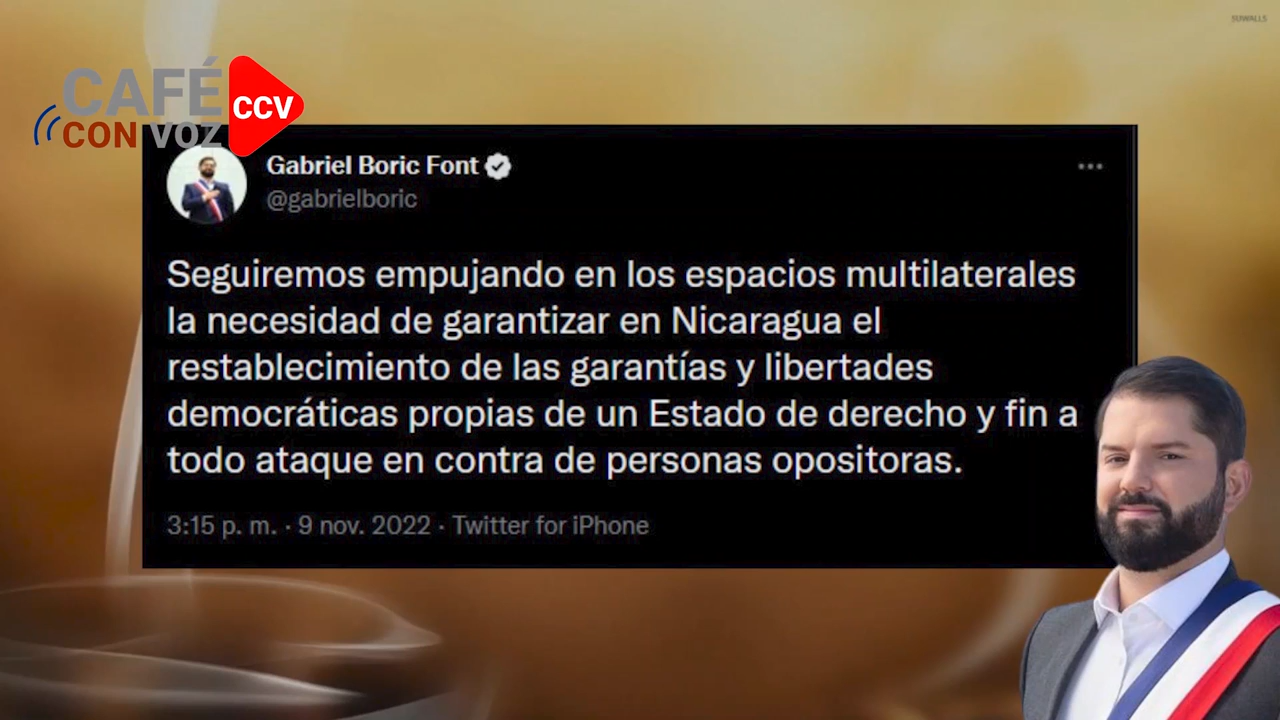 SUWALLS
CAFÉ
CON VOZ
CCV
Gabriel Boric Font
@gabrielboric
Seguiremos empujando en los espacios multilaterales
la necesidad de garantizar en Nicaragua el
restablecimiento de las garantías y libertades
democráticas propias de un Estado de derecho y fin a
todo ataque en contra de personas opositoras.
3:15 p. m. · 9 nov. 2022 · Twitter for iPhone